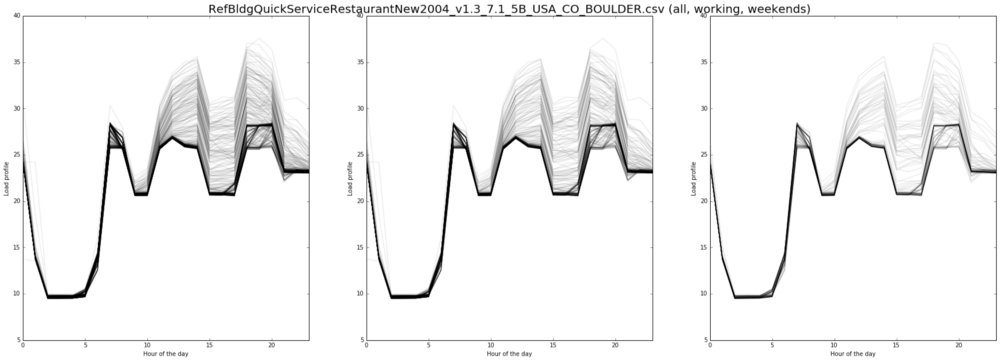 RefBldgQuickServiceRestaurantNew2004_v1.3_7.1_5B_USA_CO_BOULDER.csv (all, working, weekends)
40
35
30
25
20
15
10
5
Load profile
0 5 10 15 20
Hour of the day
40
35
30
25
20
15
10
5
Load profile
0 5 10 15 20
Hour of the day
40
35
30
25
20
15
10
5
Load profile
0 5 10 15 20
Hour of the day